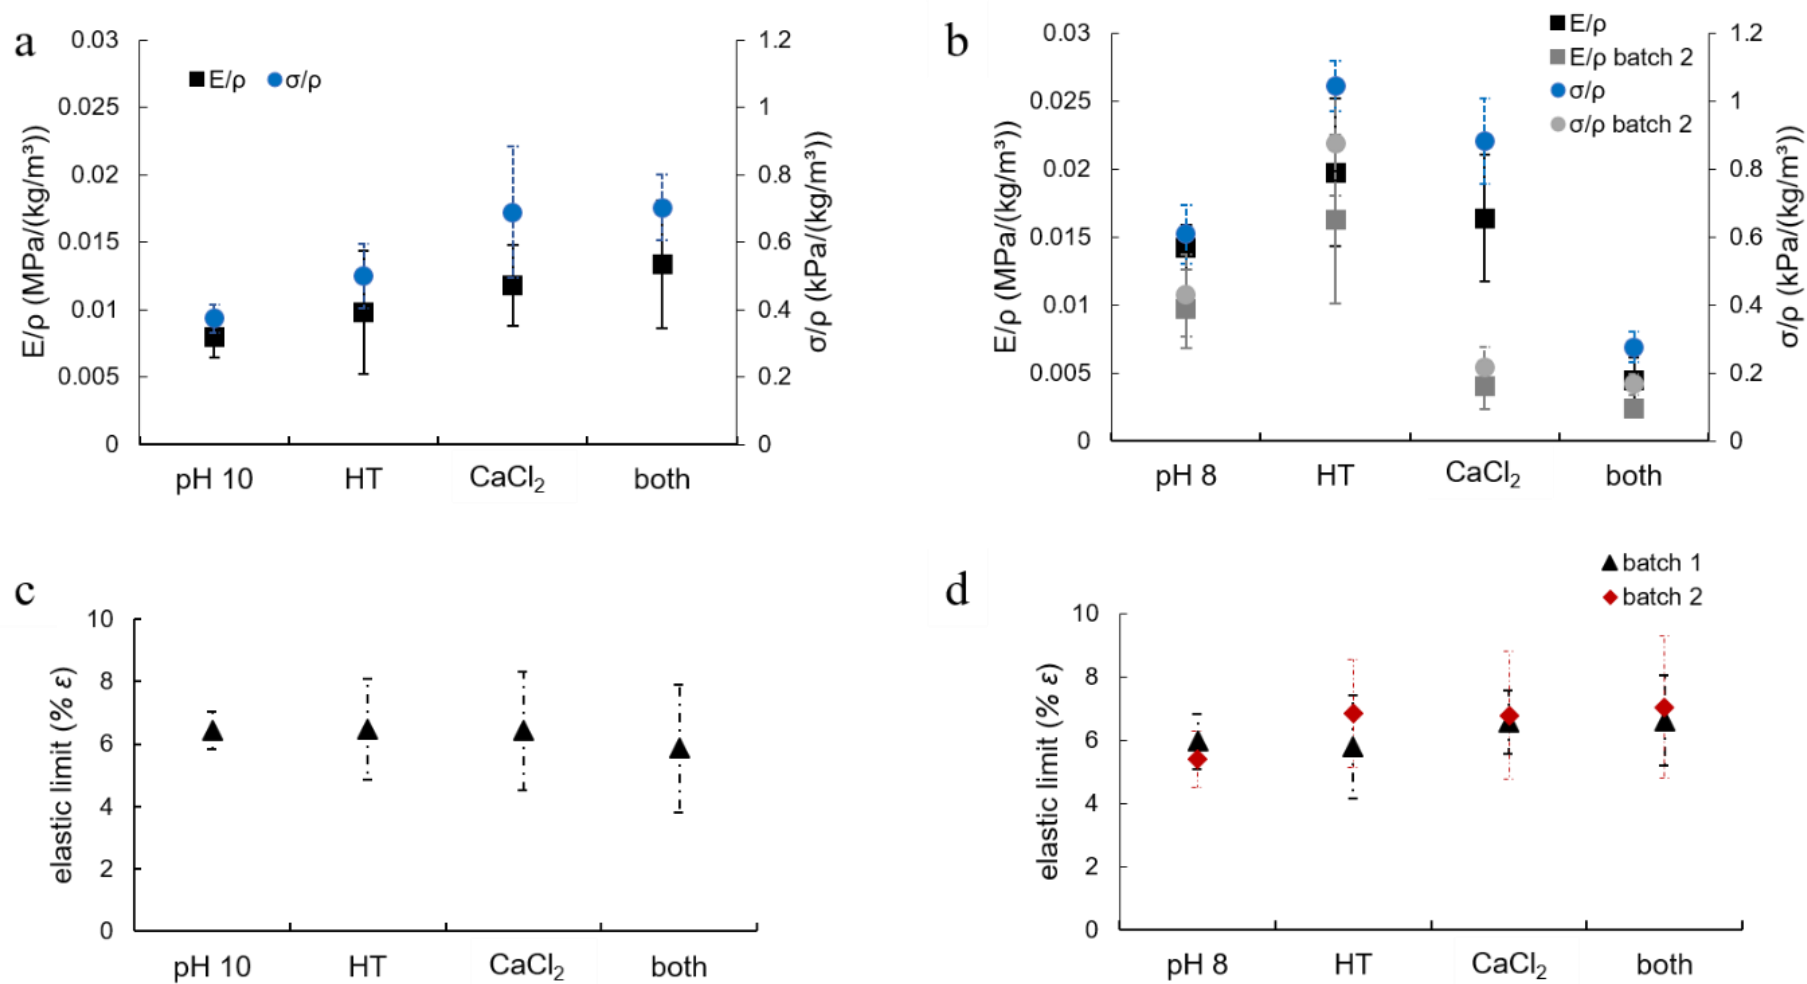 a
E/ρ σ/ρ
E/ρ (MPa/(kg/m³))
0.03
0.025
0.02
0.015
0.01
0.005
0
1.2
1
0.8
0.6
0.4
0.2
0
σ/ρ (kPa/(kg/m³))
pH 10 HT CaCl₂ both
b
E/ρ
E/ρ batch 2
σ/ρ
σ/ρ batch 2
E/ρ (MPa/(kg/m³))
0.03
0.025
0.02
0.015
0.01
0.005
0
1.2
1
0.8
0.6
0.4
0.2
0
σ/ρ (kPa/(kg/m³))
pH 8 HT CaCl₂ both
c
elastic limit (% ε)
10
8
6
4
2
0
pH 10 HT CaCl₂ both
d
batch 1
batch 2
elastic limit (% ε)
10
8
6
4
2
0
pH 8 HT CaCl₂ both